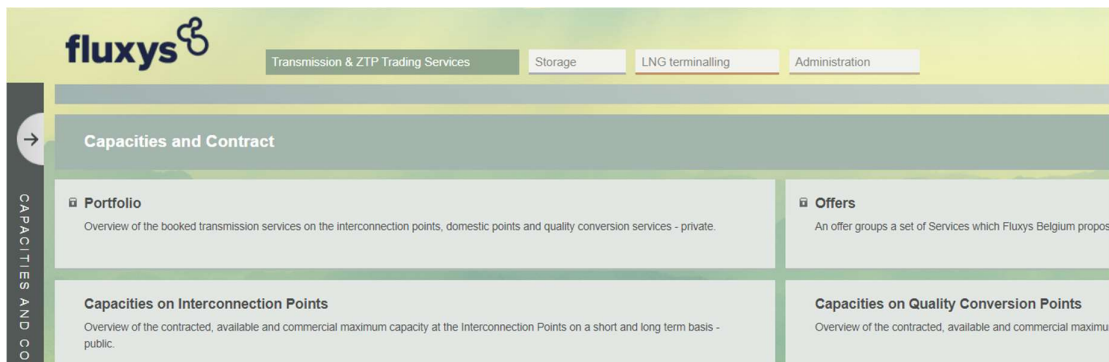 fluxys
Transmission & ZTP Trading Services
Storage
LNG terminalling
Administration
Capacities and Contract
CAPACITIES AND CO
Portfolio
Overview of the booked transmission services on the interconnection points, domestic points and quality conversion services - private.
Offers
An offer groups a set of Services which Fluxys Belgium propos
Capacities on Interconnection Points
Overview of the contracted, available and commercial maximum capacity at the Interconnection Points on a short and long term basis -
public.
Capacities on Quality Conversion Points
Overview of the contracted, available and commercial maximu